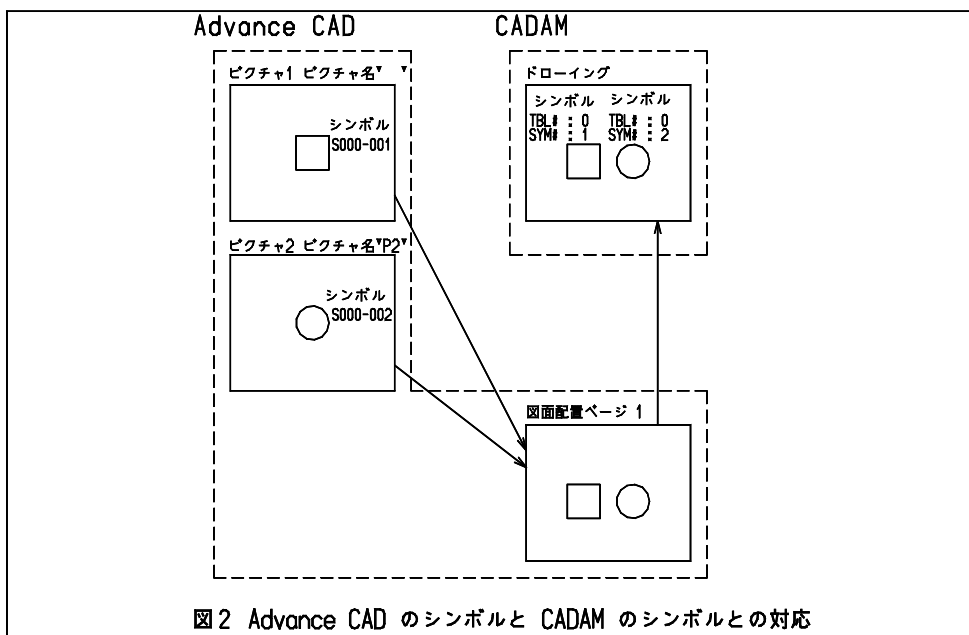 Advance CAD
CADAM
ピクチャ1 ピクチャ名" "
シンボル
S000-001
ピクチャ2 ピクチャ名"P2"
シンボル
S000-002
ドローイング
シンボル シンボル
TBL# : 0 TBL# : 0
SYM# : 1 SYM# : 2
図面配置ページ 1
図2 Advance CAD のシンボルと CADAM のシンボルとの対応